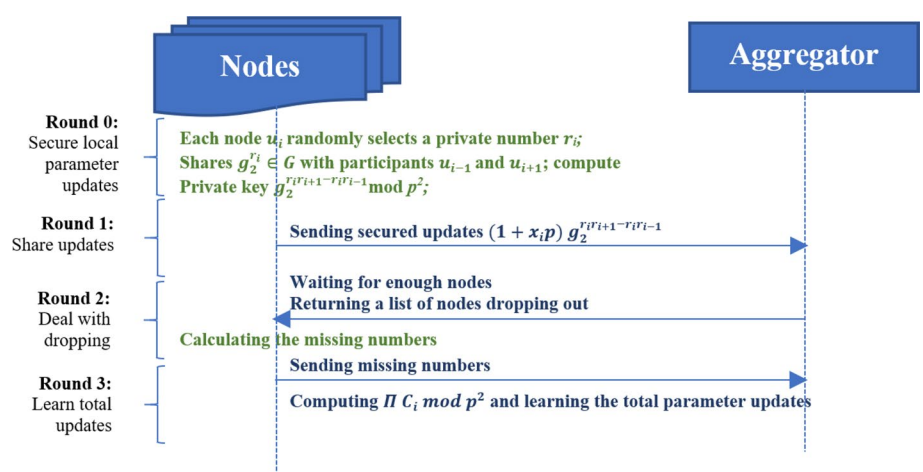 Nodes
Aggregator
Round 0:
Secure local
parameter
updates
Each node u_i randomly selects a private number r_i;
Shares g_2^{r_i} ∈ G with participants u_{i−1} and u_{i+1}; compute
Private key g_2^{r_i r_{i+1}−r_i r_{i−1}} mod p^2;
Round 1:
Share updates
Sending secured updates (1 + x_i p) g_2^{r_i r_{i+1}−r_i r_{i−1}}
Round 2:
Deal with
dropping
Waiting for enough nodes
Returning a list of nodes dropping out
Calculating the missing numbers
Round 3:
Learn total
updates
Sending missing numbers
Computing Π C_i mod p^2 and learning the total parameter updates